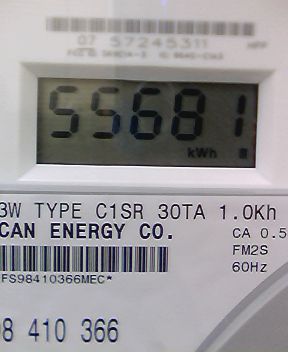 07 57245311
55681
kWh
3W TYPE C1SR 30TA 1.0Kh
CAN ENERGY CO. CA 0.5
FM2S
60Hz
FS98410366MEC*
98 410 366